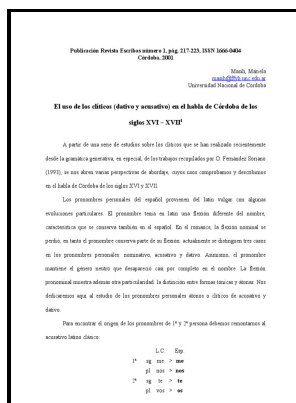 Publicación Revista Escribas número 1, pág. 217-223, ISSN 1666-0404
Córdoba, 2001
Masih, Mariela
masih@ffyh.unc.edu.ar
Universidad Nacional de Córdoba
El uso de los clíticos (dativo y acusativo) en el habla de Córdoba de los
siglos XVI – XVII¹
A partir de una serie de estudios sobre los clíticos que se han realizado recientemente
desde la gramática generativa, en especial, de los trabajos recopilados por O. Fernández Soriano
(1993), se nos abren varias perspectivas de abordaje, cuyos usos comprobamos y describimos
en el habla de Córdoba de los siglos XVI y XVII.
Los pronombres personales del español provienen del latín vulgar con algunas
evoluciones particulares. El pronombre tenía en latín una flexión diferente del nombre,
característica que se conserva también en el español. En el romance, la flexión nominal se
perdió, en tanto el pronombre conserva parte de su flexión: actualmente se distinguen tres casos
en los pronombres personales: nominativo, acusativo y dativo. Asimismo, el pronombre
mantiene el género neutro que desapareció casi por completo en el nombre. La flexión
pronominal muestra además otra particularidad: la distinción entre formas tónicas y átonas. Nos
dedicaremos aquí, al estudio de los pronombres personales átonos o clíticos de acusativo y
dativo.
Para encontrar el origen de los pronombres de 1ª y 2ª persona debemos remontarnos al
acusativo latino clásico:
L.C. Esp.
1ª sg. me > me
pl. nos > nos
2ª sg. te > te
pl. vos > os